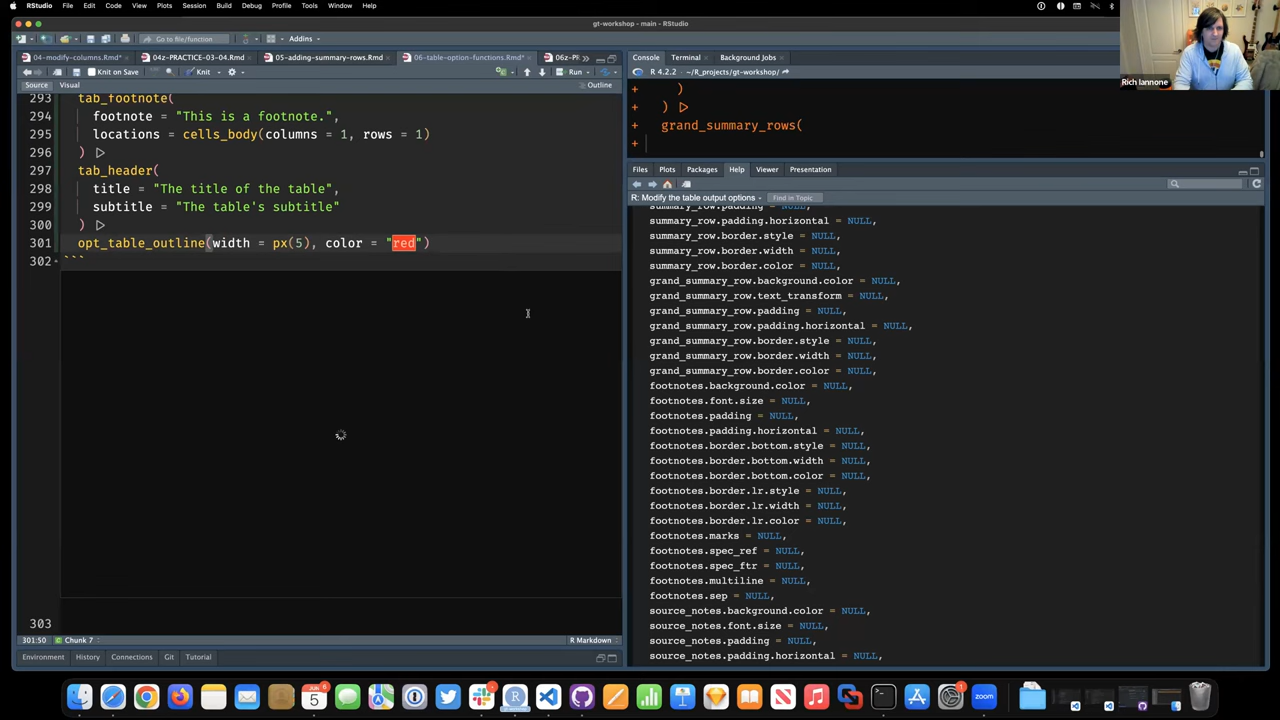 RStudio File Edit Code View Plots Session Build Debug Profile Tools Window Help
gt-workshop - main - RStudio
Go to file/function Addins
04-modify-columns.Rmd* 04z-PRACTICE-03-04.Rmd 05-adding-summary-rows.Rmd 06-table-option-functions.Rmd*
Knit on Save Knit Run
Source Visual Outline
293 tab_footnote(
294 footnote = "This is a footnote.",
295 locations = cells_body(columns = 1, rows = 1)
296 ) ▷
297 tab_header(
298 title = "The title of the table",
299 subtitle = "The table's subtitle"
300 ) ▷
301 opt_table_outline(width = px(5), color = "red")
302 ```
303
301:50 Chunk 7 R Markdown
Environment History Connections Git Tutorial
Console Terminal Background Jobs
R 4.2.2 · ~/R_projects/gt-workshop/
+ )
+ ) ▷
+ grand_summary_rows(
+
Files Plots Packages Help Viewer Presentation
R: Modify the table output options Find in Topic
summary_row.padding.horizontal = NULL,
summary_row.border.style = NULL,
summary_row.border.width = NULL,
summary_row.border.color = NULL,
grand_summary_row.background.color = NULL,
grand_summary_row.text_transform = NULL,
grand_summary_row.padding = NULL,
grand_summary_row.padding.horizontal = NULL,
grand_summary_row.border.style = NULL,
grand_summary_row.border.width = NULL,
grand_summary_row.border.color = NULL,
footnotes.background.color = NULL,
footnotes.font.size = NULL,
footnotes.padding = NULL,
footnotes.padding.horizontal = NULL,
footnotes.border.bottom.style = NULL,
footnotes.border.bottom.width = NULL,
footnotes.border.bottom.color = NULL,
footnotes.border.lr.style = NULL,
footnotes.border.lr.width = NULL,
footnotes.border.lr.color = NULL,
footnotes.marks = NULL,
footnotes.spec_ref = NULL,
footnotes.spec_ftr = NULL,
footnotes.multiline = NULL,
footnotes.sep = NULL,
source_notes.background.color = NULL,
source_notes.font.size = NULL,
source_notes.padding = NULL,
source_notes.padding.horizontal = NULL,
Rich Iannone
5
zoom